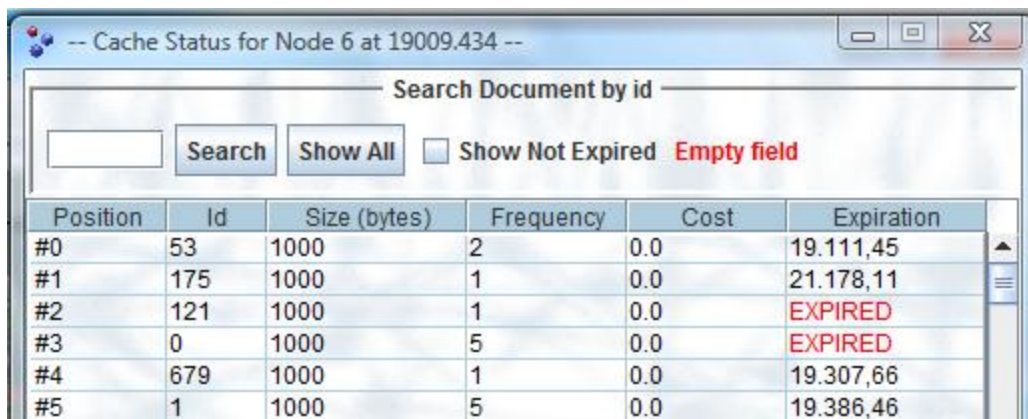 -- Cache Status for Node 6 at 19009.434 --
Search Document by id
Search Show All Show Not Expired Empty field
Position Id Size (bytes) Frequency Cost Expiration
#0 53 1000 2 0.0 19.111,45
#1 175 1000 1 0.0 21.178,11
#2 121 1000 1 0.0 EXPIRED
#3 0 1000 5 0.0 EXPIRED
#4 679 1000 1 0.0 19.307,66
#5 1 1000 5 0.0 19.386,46